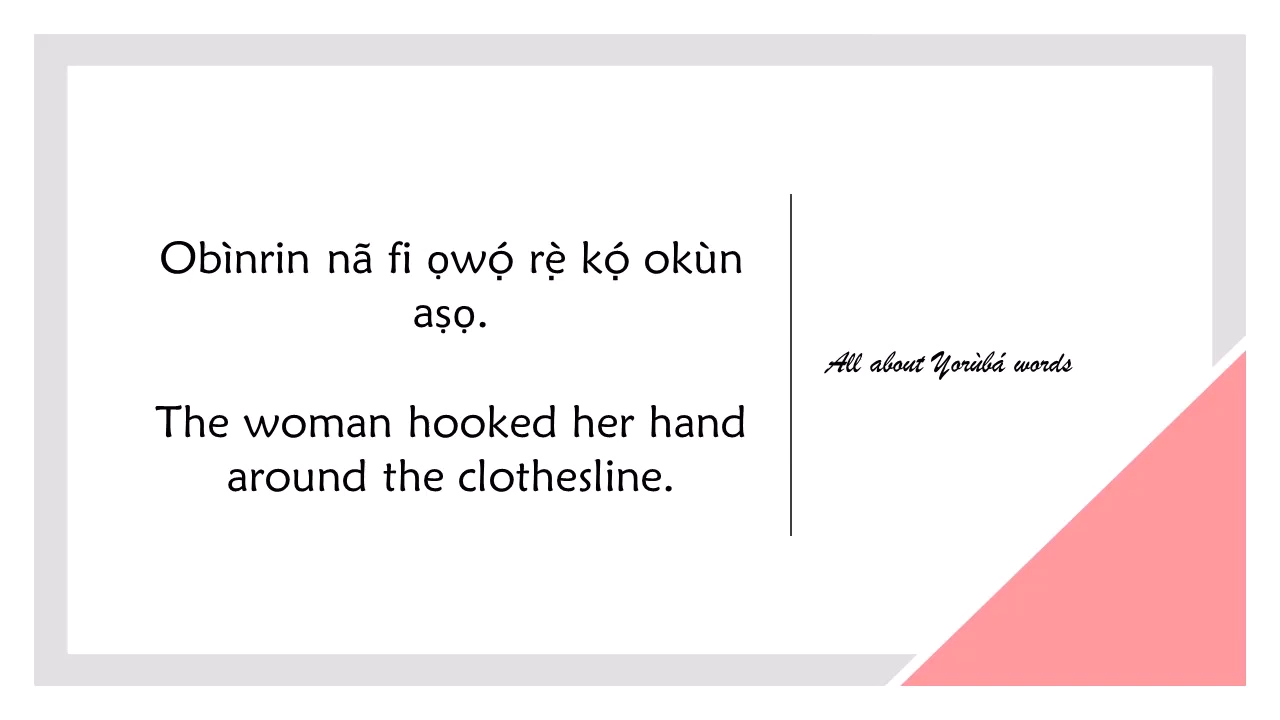 Obìnrin nã fi ọwọ́ rẹ̀ kọ́ okùn
aṣọ.
The woman hooked her hand
around the clothesline.
All about Yorùbá words